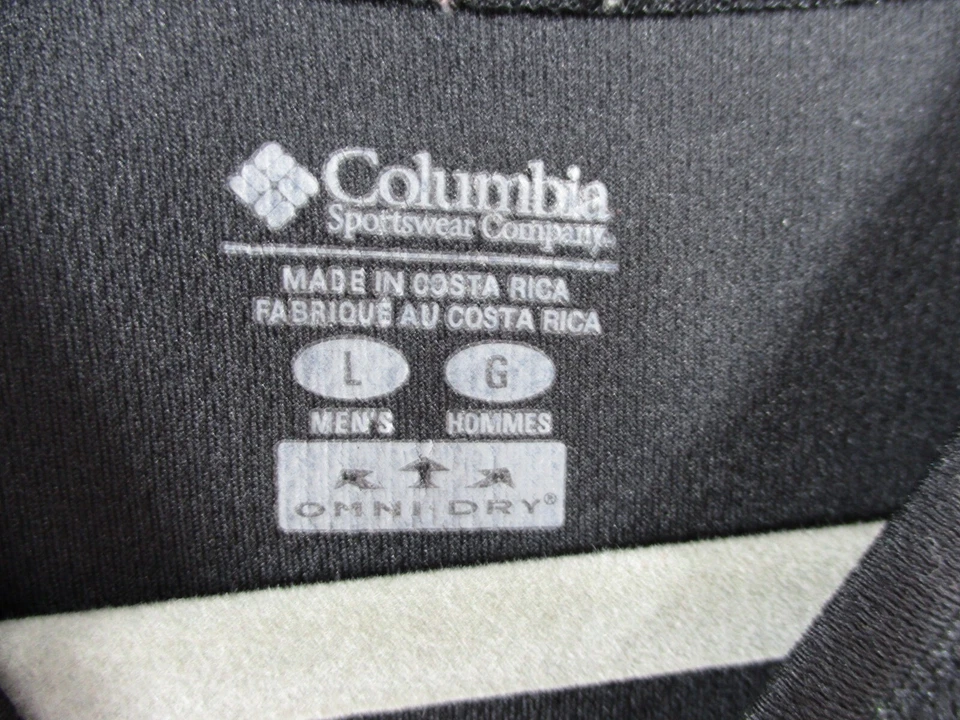 Columbia
Sportswear Company
MADE IN COSTA RICA
FABRIQUÉ AU COSTA RICA
L G
MEN'S HOMMES
OMNI-DRY®